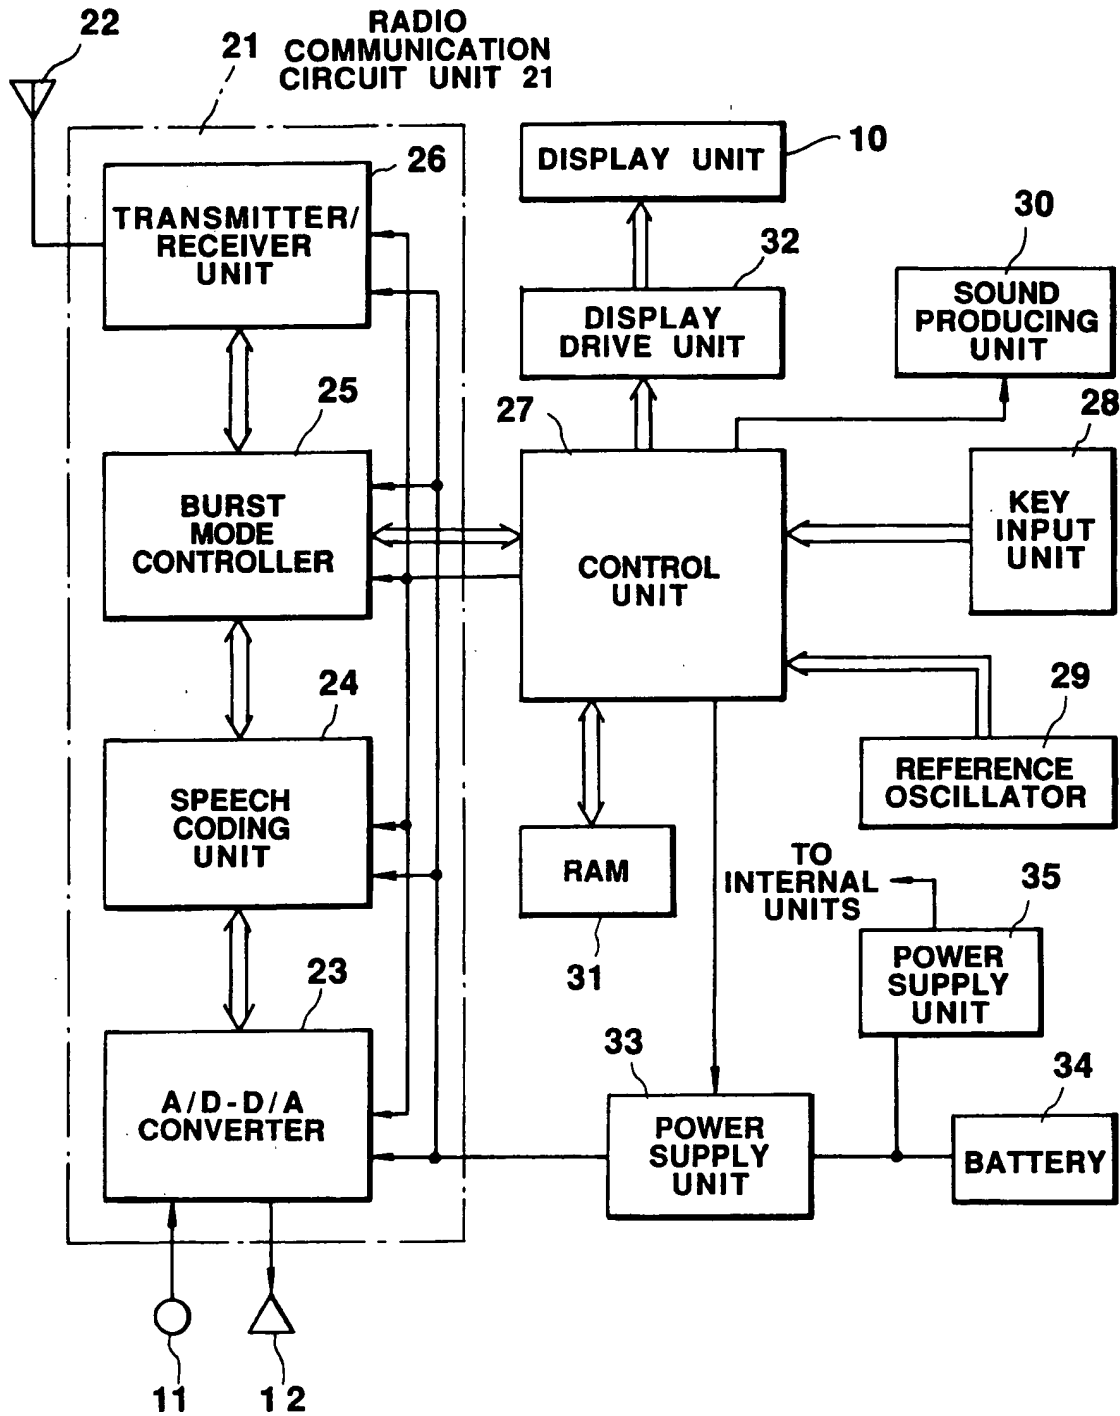 22
21
RADIO
COMMUNICATION
CIRCUIT UNIT 21
26
TRANSMITTER/
RECEIVER
UNIT
DISPLAY UNIT
10
32
DISPLAY
DRIVE UNIT
30
SOUND
PRODUCING
UNIT
25
BURST
MODE
CONTROLLER
27
CONTROL
UNIT
28
KEY
INPUT
UNIT
24
SPEECH
CODING
UNIT
29
REFERENCE
OSCILLATOR
RAM
31
TO
INTERNAL
UNITS
35
POWER
SUPPLY
UNIT
23
A/D-D/A
CONVERTER
33
POWER
SUPPLY
UNIT
34
BATTERY
11
12